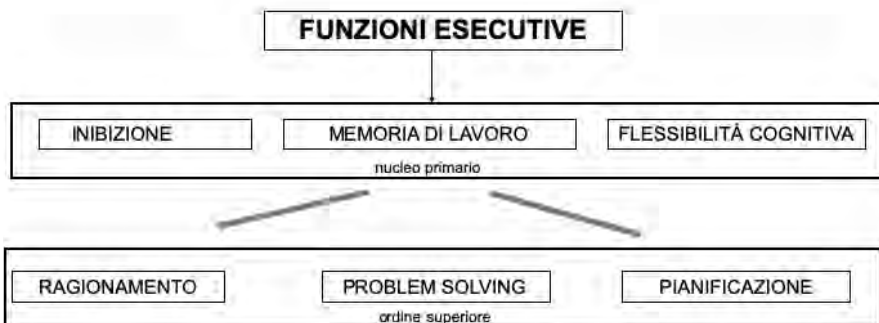 FUNZIONI ESECUTIVE
INIBIZIONE
MEMORIA DI LAVORO
FLESSIBILITÀ COGNITIVA
nucleo primario
RAGIONAMENTO
PROBLEM SOLVING
PIANIFICAZIONE
ordine superiore